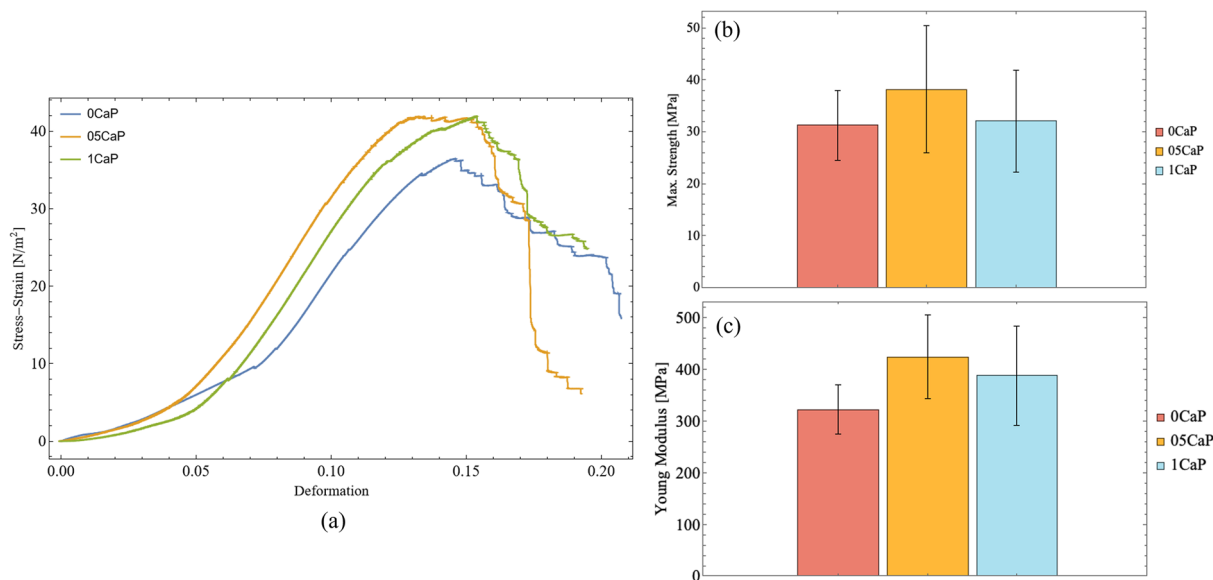 0CaP
05CaP
1CaP
Stress–Strain [N/m²]
40
30
20
10
0
0.00 0.05 0.10 0.15 0.20
Deformation
(a)
(b)
Max. Strength [MPa]
50
40
30
20
10
0
0CaP
05CaP
1CaP
(c)
Young Modulus [MPa]
500
400
300
200
100
0
0CaP
05CaP
1CaP